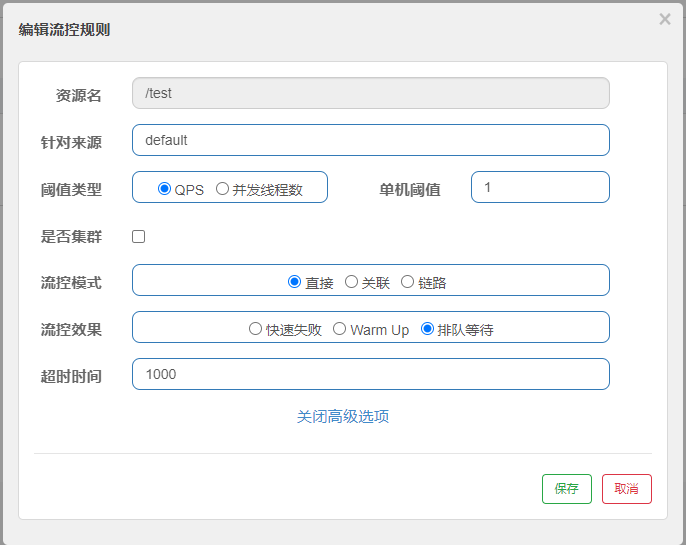 编辑流控规则
×
资源名 /test
针对来源 default
阈值类型 QPS 并发线程数 单机阈值 1
是否集群
流控模式 直接 关联 链路
流控效果 快速失败 Warm Up 排队等待
超时时间 1000
关闭高级选项
保存 取消